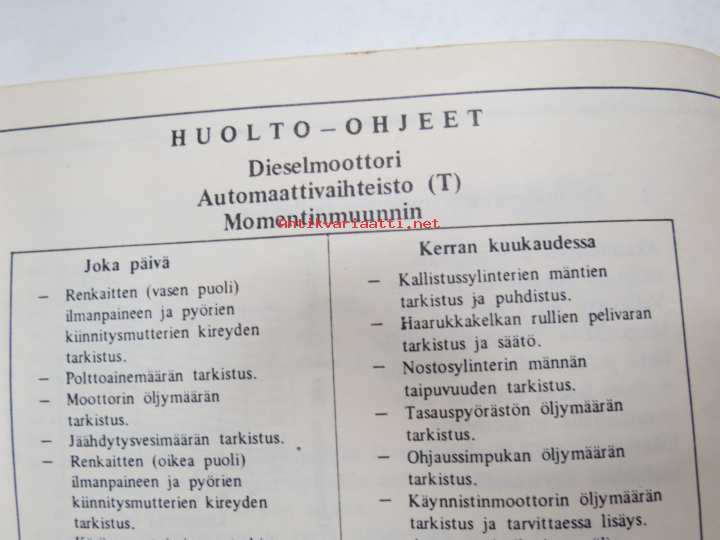 HUOLTO – OHJEET
Dieselmoottori
Automaattivaihteisto (T)
Momentinmuunnin
Antikvariaatti.net
Joka päivä
– Renkaitten (vasen puoli)
ilmanpaineen ja pyörien
kiinnitysmutterien kireyden
tarkistus.
– Polttoainemäärän tarkistus.
– Moottorin öljymäärän
tarkistus.
– Jäähdytysvesimäärän tarkistus.
– Renkaitten (oikea puoli)
ilmanpaineen ja pyörien
kiinnitysmutterien kireyden
tarkistus.
Kerran kuukaudessa
– Kallistussylinterien mäntien
tarkistus ja puhdistus.
– Haarukkakelkan rullien pelivaran
tarkistus ja säätö.
– Nostosylinterin männän
taipuvuuden tarkistus.
– Tasauspyörästön öljymäärän
tarkistus.
– Ohjaussimpukan öljymäärän
tarkistus.
– Käynnistinmoottorin öljymäärän
tarkistus ja tarvittaessa lisäys.